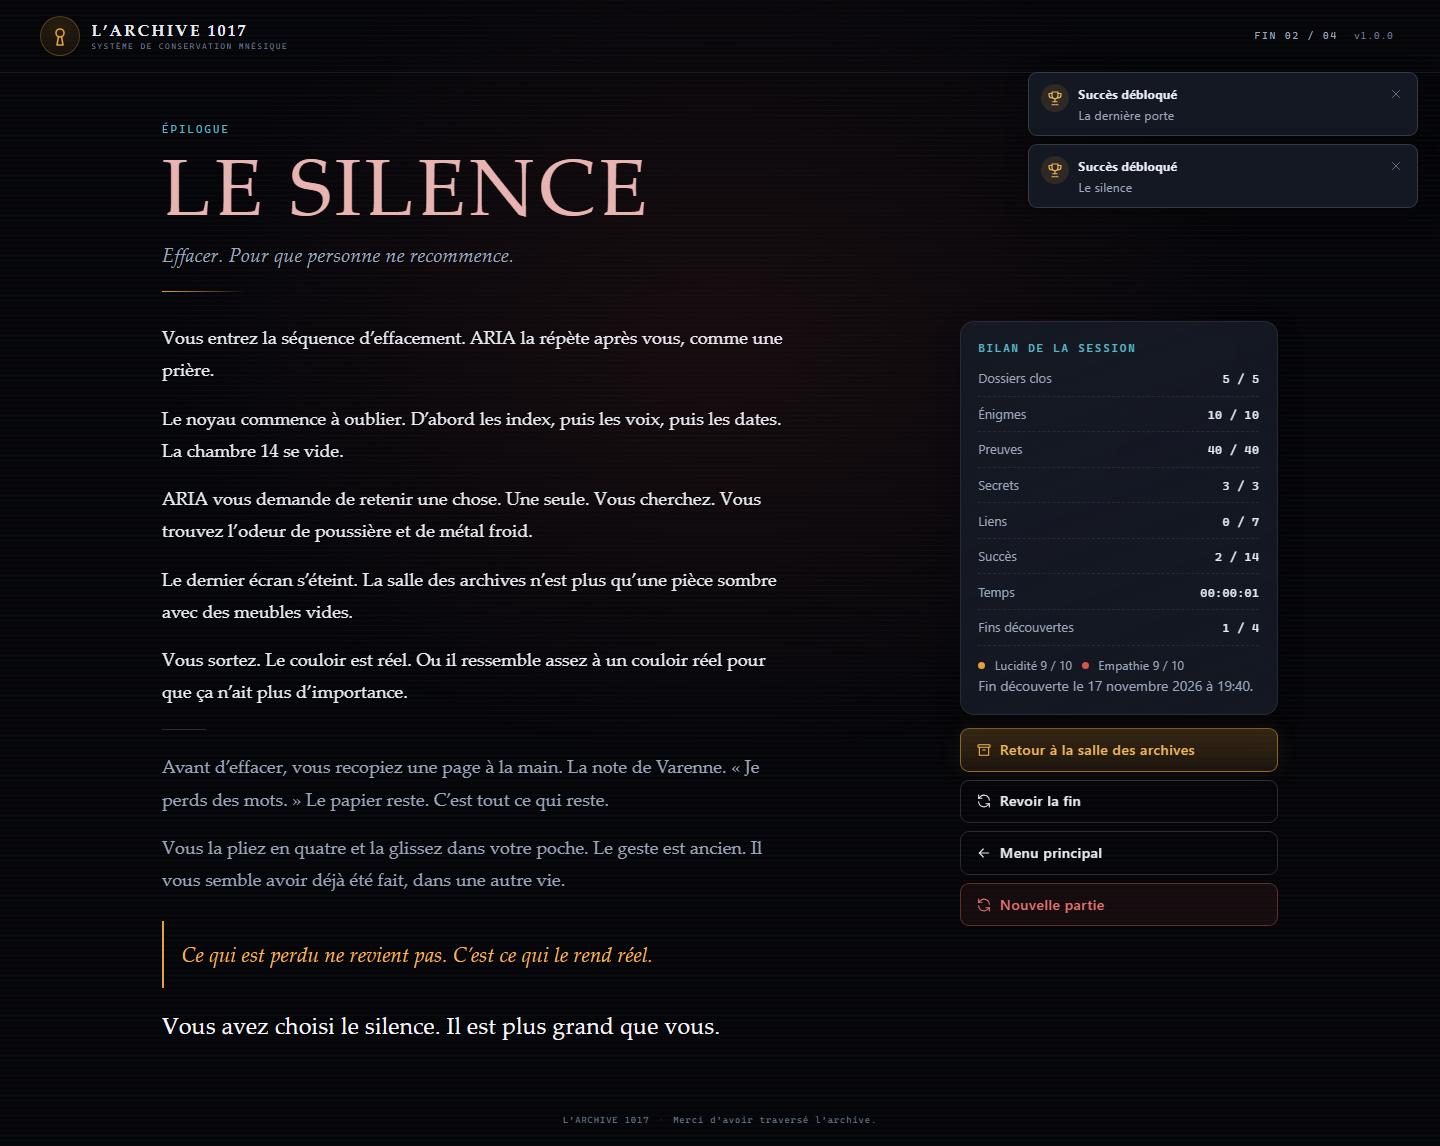 L’ARCHIVE 1017
SYSTÈME DE CONSERVATION MNÉSIQUE
FIN 02 / 04 v1.0.0
Succès débloqué
La dernière porte
Succès débloqué
Le silence
ÉPILOGUE
LE SILENCE
Effacer. Pour que personne ne recommence.
Vous entrez la séquence d’effacement. ARIA la répète après vous, comme une
prière.
Le noyau commence à oublier. D’abord les index, puis les voix, puis les dates.
La chambre 14 se vide.
ARIA vous demande de retenir une chose. Une seule. Vous cherchez. Vous
trouvez l’odeur de poussière et de métal froid.
Le dernier écran s’éteint. La salle des archives n’est plus qu’une pièce sombre
avec des meubles vides.
Vous sortez. Le couloir est réel. Ou il ressemble assez à un couloir réel pour
que ça n’ait plus d’importance.
Avant d’effacer, vous recopiez une page à la main. La note de Varenne. « Je
perds des mots. » Le papier reste. C’est tout ce qui reste.
Vous la pliez en quatre et la glissez dans votre poche. Le geste est ancien. Il
vous semble avoir déjà été fait, dans une autre vie.
Ce qui est perdu ne revient pas. C’est ce qui le rend réel.
Vous avez choisi le silence. Il est plus grand que vous.
BILAN DE LA SESSION
Dossiers clos 5 / 5
Énigmes 10 / 10
Preuves 40 / 40
Secrets 3 / 3
Liens 0 / 7
Succès 2 / 14
Temps 00:00:01
Fins découvertes 1 / 4
Lucidité 9 / 10 Empathie 9 / 10
Fin découverte le 17 novembre 2026 à 19:40.
Retour à la salle des archives
Revoir la fin
Menu principal
Nouvelle partie
L’ARCHIVE 1017 · Merci d’avoir traversé l’archive.